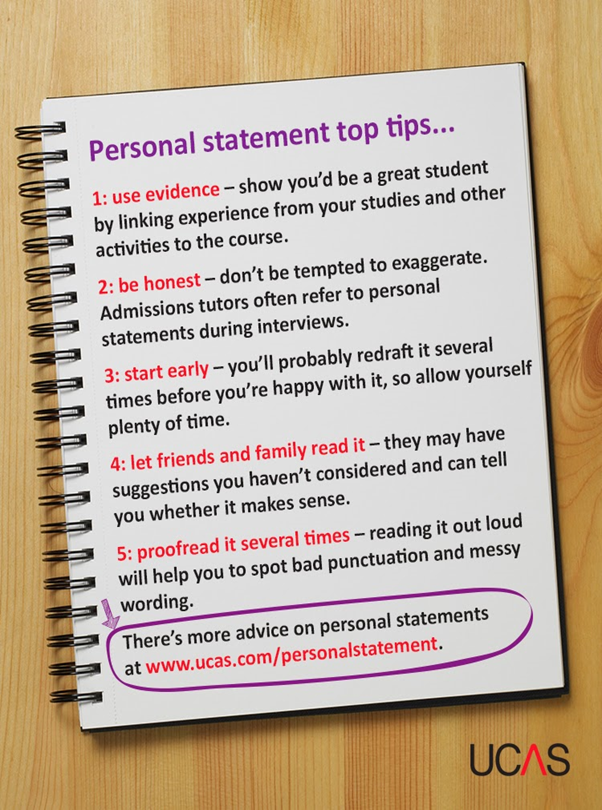 Personal statement top tips...
1: use evidence – show you'd be a great student
by linking experience from your studies and other
activities to the course.
2: be honest – don't be tempted to exaggerate.
Admissions tutors often refer to personal
statements during interviews.
3: start early – you'll probably redraft it several
times before you're happy with it, so allow yourself
plenty of time.
4: let friends and family read it – they may have
suggestions you haven't considered and can tell
you whether it makes sense.
5: proofread it several times – reading it out loud
will help you to spot bad punctuation and messy
wording.
There's more advice on personal statements
at www.ucas.com/personalstatement.
UCAS